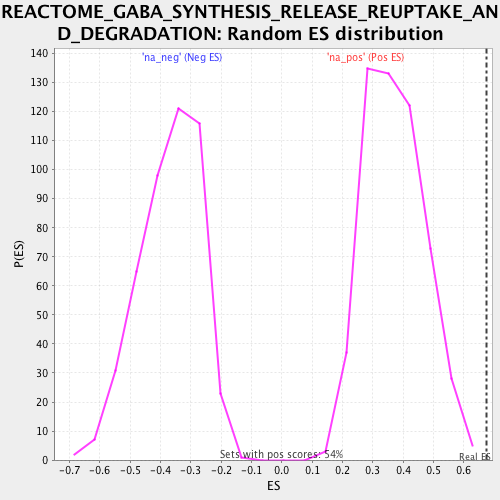 REACTOME_GABA_SYNTHESIS_RELEASE_REUPTAKE_AN
D_DEGRADATION: Random ES distribution
'na_neg' (Neg ES) 'na_pos' (Pos ES)
140
130
120
110
100
90
80
70
60
50
40
30
20
10
0
P(ES)
Sets with pos scores: 54%
Real ES
-0.7 -0.6 -0.5 -0.4 -0.3 -0.2 -0.1 0.0 0.1 0.2 0.3 0.4 0.5 0.6
ES